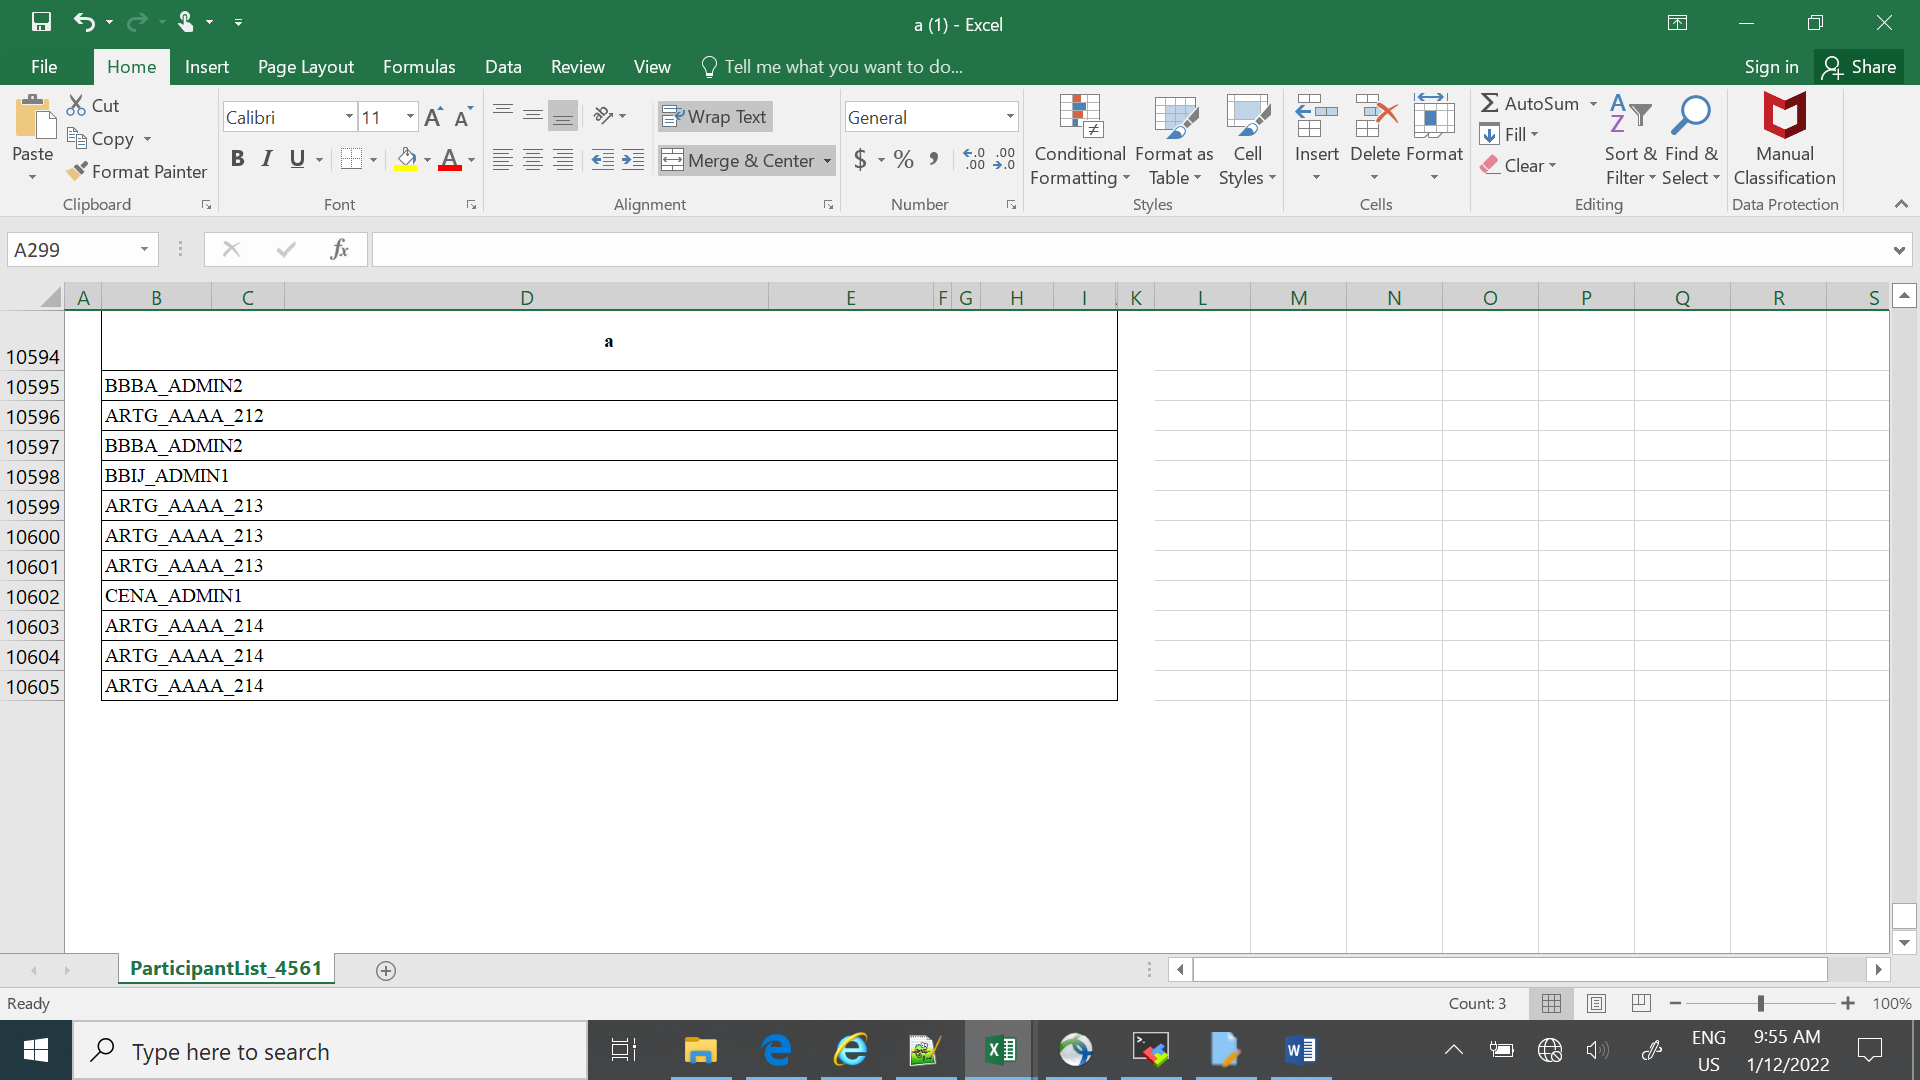 a (1) - Excel
File Home Insert Page Layout Formulas Data Review View Tell me what you want to do... Sign in Share
Paste Cut Copy Format Painter Clipboard
Calibri 11 A A B I U A Font
Wrap Text Merge & Center Alignment
General $ % , .0 .00 .00 .0 Number
Conditional Formatting Format as Table Cell Styles Styles
Insert Delete Format Cells
AutoSum Fill Clear Sort & Filter Find & Select Editing
Manual Classification Data Protection
A299 fx
A B C D E F G H I K L M N O P Q R S
10594 a
10595 BBBA_ADMIN2
10596 ARTG_AAAA_212
10597 BBBA_ADMIN2
10598 BBIJ_ADMIN1
10599 ARTG_AAAA_213
10600 ARTG_AAAA_213
10601 ARTG_AAAA_213
10602 CENA_ADMIN1
10603 ARTG_AAAA_214
10604 ARTG_AAAA_214
10605 ARTG_AAAA_214
ParticipantList_4561
Ready Count: 3 100%
Type here to search ENG US 9:55 AM 1/12/2022